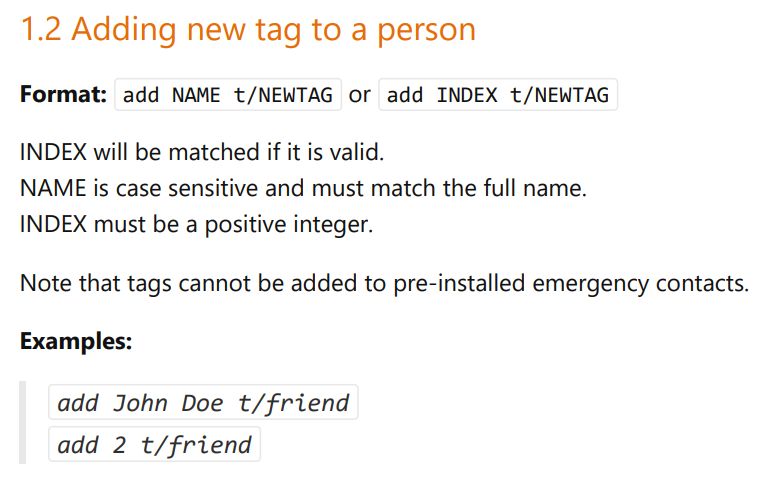 1.2 Adding new tag to a person
Format: add NAME t/NEWTAG or add INDEX t/NEWTAG
INDEX will be matched if it is valid.
NAME is case sensitive and must match the full name.
INDEX must be a positive integer.
Note that tags cannot be added to pre-installed emergency contacts.
Examples:
add John Doe t/friend
add 2 t/friend